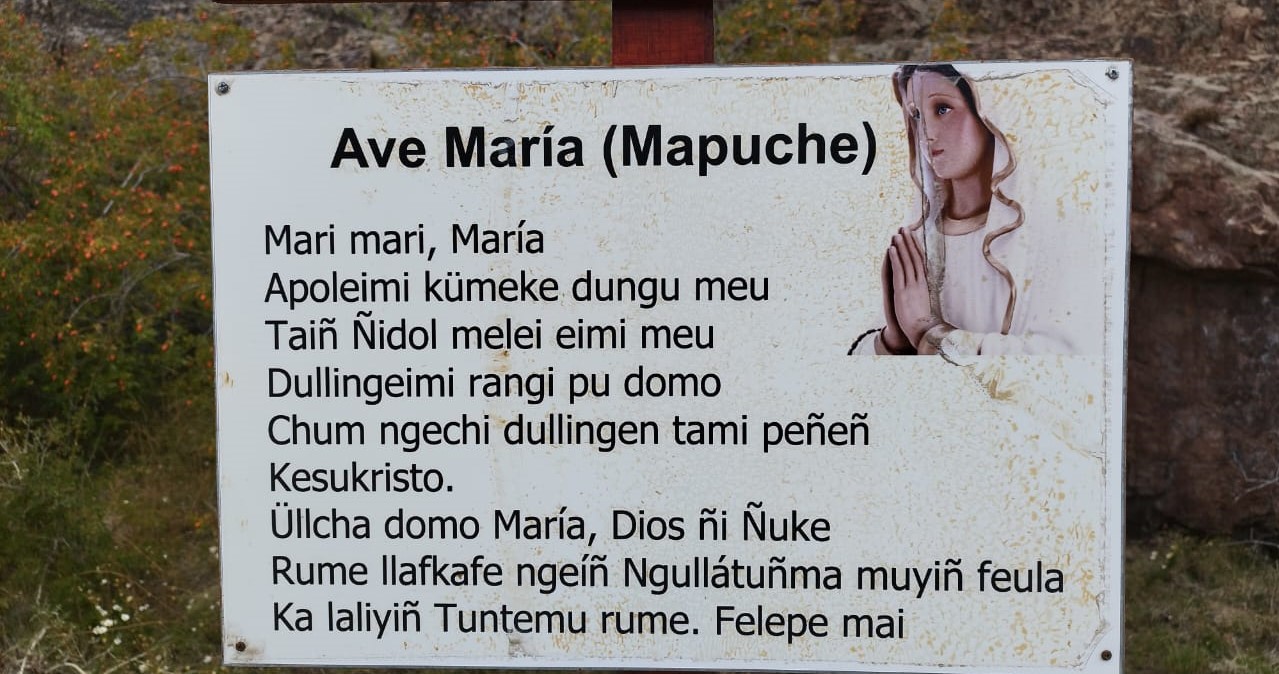 Ave María (Mapuche)
Mari mari, María
Apoleimi kümeke dungu meu
Taiñ Ñidol melei eimi meu
Dullingeimi rangi pu domo
Chum ngechi dullingen tami peñeñ
Kesukristo.
Üllcha domo María, Dios ñi Ñuke
Rume llafkafe ngeíñ Ngullátuñma muyiñ feula
Ka laliyiñ Tuntemu rume. Felepe mai